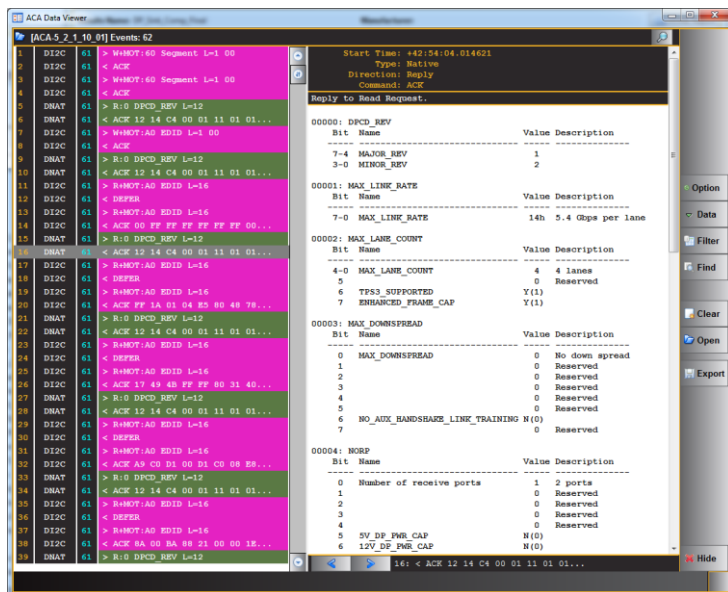 ACA Data Viewer
[ACA-5_2_1_10_01] Events: 62
1 DI2C 61 > W+MOT:60 Segment L=1 00
2 DI2C 61 < ACK
3 DI2C 61 > W+MOT:60 Segment L=1 00
4 DI2C 61 < ACK
5 DNAT 61 > R:0 DPCD_REV L=12
6 DNAT 61 < ACK 12 14 C4 00 01 11 01 01...
7 DI2C 61 > W+MOT:A0 EDID L=1 00
8 DI2C 61 < ACK
9 DNAT 61 > R:0 DPCD_REV L=12
10 DNAT 61 < ACK 12 14 C4 00 01 11 01 01...
11 DI2C 61 > R+MOT:A0 EDID L=16
12 DI2C 61 < DEFER
13 DI2C 61 > R+MOT:A0 EDID L=16
14 DI2C 61 < ACK 00 FF FF FF FF FF FF 00...
15 DNAT 61 > R:0 DPCD_REV L=12
16 DNAT 61 < ACK 12 14 C4 00 01 11 01 01...
17 DI2C 61 > R+MOT:A0 EDID L=16
18 DI2C 61 < DEFER
19 DI2C 61 > R+MOT:A0 EDID L=16
20 DI2C 61 < ACK FF 1A 01 04 E5 80 48 78...
21 DNAT 61 > R:0 DPCD_REV L=12
22 DNAT 61 < ACK 12 14 C4 00 01 11 01 01...
23 DI2C 61 > R+MOT:A0 EDID L=16
24 DI2C 61 < DEFER
25 DI2C 61 > R+MOT:A0 EDID L=16
26 DI2C 61 < ACK 17 49 4B FF FF 80 31 40...
27 DNAT 61 > R:0 DPCD_REV L=12
28 DNAT 61 < ACK 12 14 C4 00 01 11 01 01...
29 DI2C 61 > R+MOT:A0 EDID L=16
30 DI2C 61 < DEFER
31 DI2C 61 > R+MOT:A0 EDID L=16
32 DI2C 61 < ACK A9 C0 D1 00 D1 C0 08 E8...
33 DNAT 61 > R:0 DPCD_REV L=12
34 DNAT 61 < ACK 12 14 C4 00 01 11 01 01...
35 DI2C 61 > R+MOT:A0 EDID L=16
36 DI2C 61 < DEFER
37 DI2C 61 > R+MOT:A0 EDID L=16
38 DI2C 61 < ACK 8A 00 BA 88 21 00 00 1E...
39 DNAT 61 > R:0 DPCD_REV L=12
Start Time: +42:54:04.014621
Type: Native
Direction: Reply
Command: ACK
Reply to Read Request.
00000: DPCD_REV
Bit Name Value Description
7-4 MAJOR_REV 1
3-0 MINOR_REV 2
00001: MAX_LINK_RATE
Bit Name Value Description
7-0 MAX_LINK_RATE 14h 5.4 Gbps per lane
00002: MAX_LANE_COUNT
Bit Name Value Description
4-0 MAX_LANE_COUNT 4 4 lanes
5 0 Reserved
6 TPS3_SUPPORTED Y(1)
7 ENHANCED_FRAME_CAP Y(1)
00003: MAX_DOWNSPREAD
Bit Name Value Description
0 MAX_DOWNSPREAD 0 No down spread
1 0 Reserved
2 0 Reserved
3 0 Reserved
4 0 Reserved
5 0 Reserved
6 NO_AUX_HANDSHAKE_LINK_TRAINING N(0)
7 0 Reserved
00004: NORP
Bit Name Value Description
0 Number of receive ports 1 2 ports
1 0 Reserved
2 0 Reserved
3 0 Reserved
4 0 Reserved
5 5V_DP_PWR_CAP N(0)
6 12V_DP_PWR_CAP N(0)
16: < ACK 12 14 C4 00 01 11 01 01...
Option
Data
Filter
Find
Clear
Open
Export
Hide